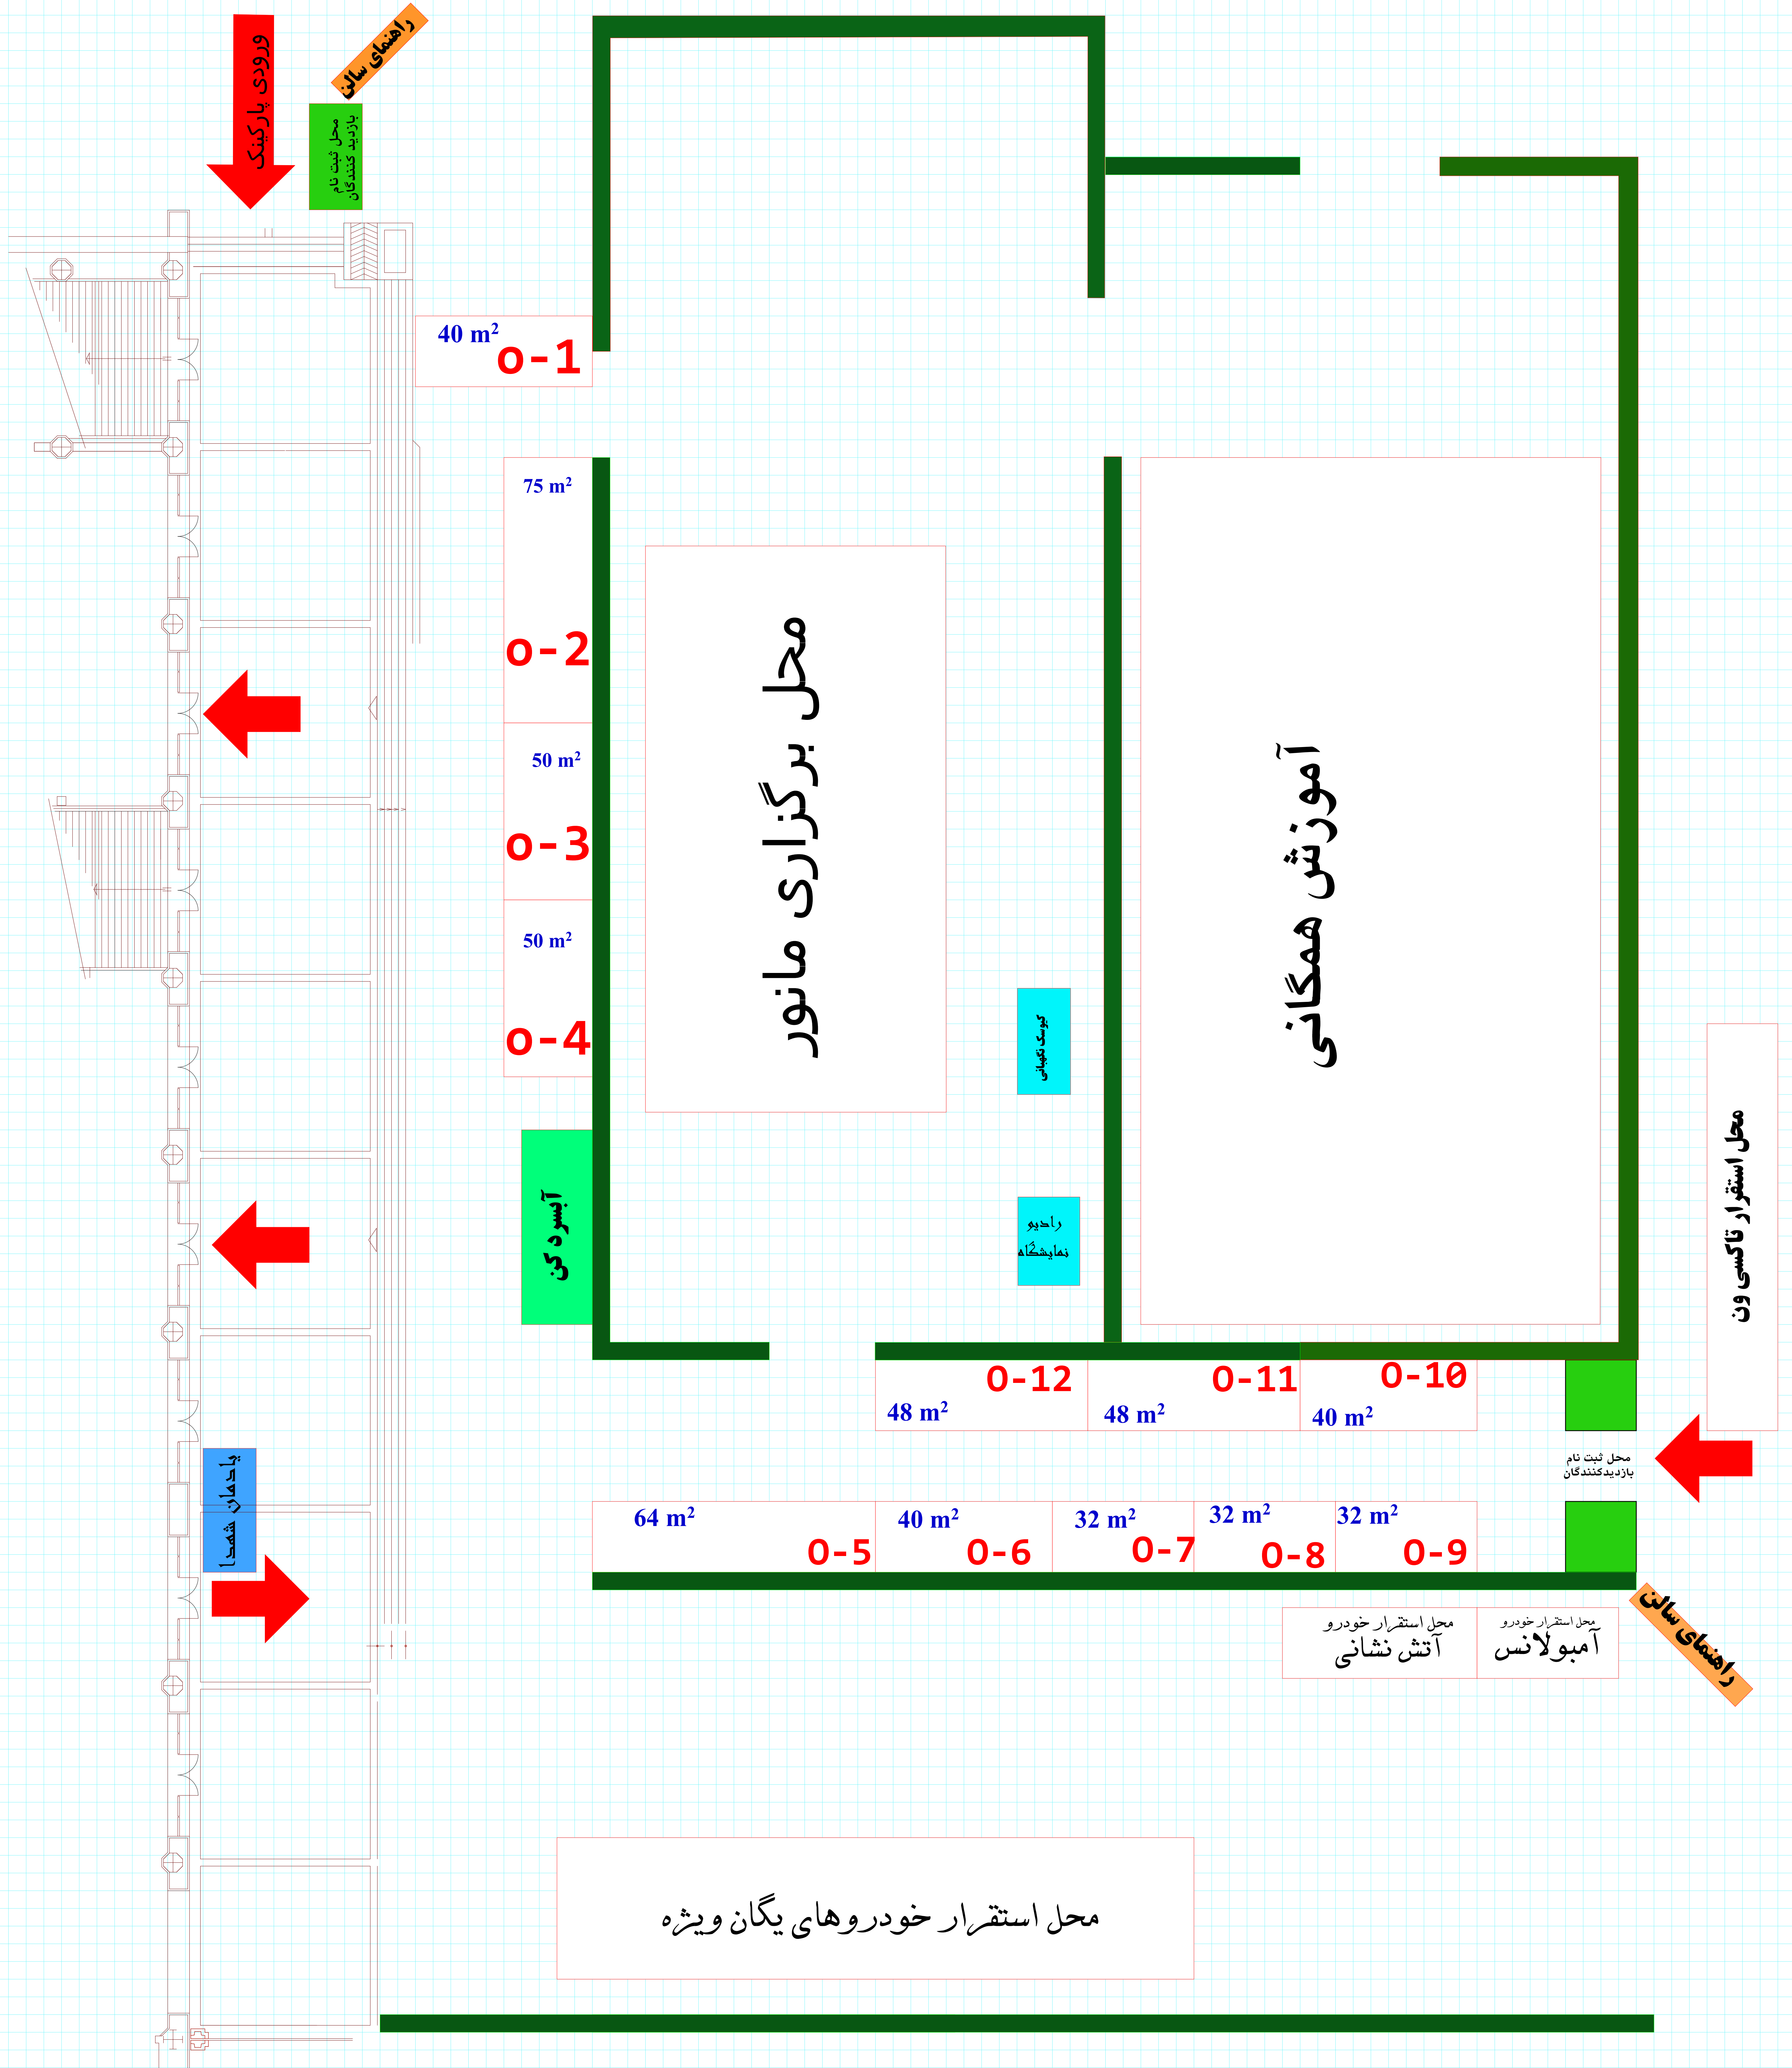 ورودی پارکینک
راهنمای سالن
محل ثبت نام
بازدید کنندگان
40 m²
O-1
75 m²
O-2
50 m²
O-3
50 m²
O-4
محل برگزاری مانور
آموزش همگانی
کیوسک نگهبانی
رادیو
نمایشگاه
آبسرد کن
محل استقرار تاکسی ون
O-12
48 m²
O-11
48 m²
O-10
40 m²
محل ثبت نام
بازدیدکنندگان
یادمان شهدا
64 m²
O-5
40 m²
O-6
32 m²
O-7
32 m²
O-8
32 m²
O-9
محل استقرار خودرو
آتش نشانی
محل استقرار خودرو
آمبولانس
راهنمای سالن
محل استقرار خودروهای یگان ویژه